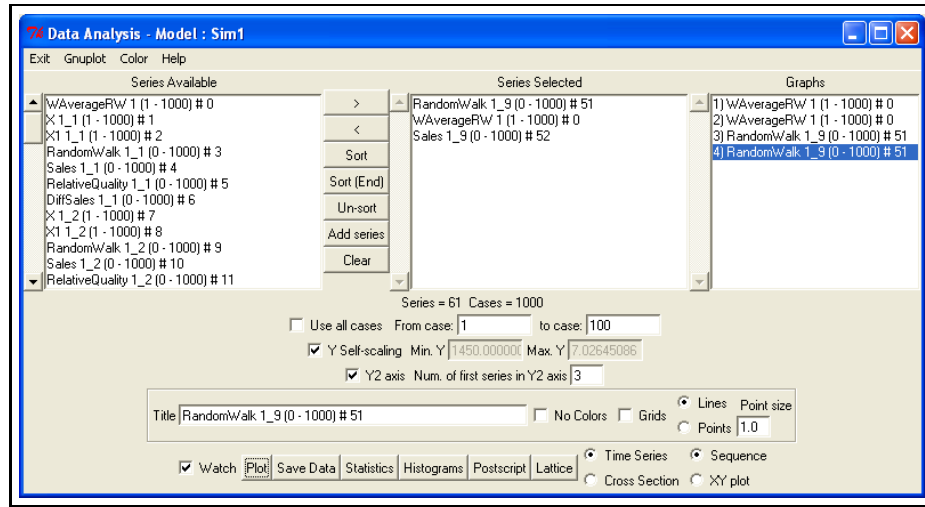 7% Data Analysis - Model : Sim1
Exit Gnuplot Color Help
Series Available
WAverageRW 1 (1 - 1000) # 0
X 1_1 (1 - 1000) # 1
X1 1_1 (1 - 1000) # 2
RandomWalk 1_1 (0 - 1000) # 3
Sales 1_1 (0 - 1000) # 4
RelativeQuality 1_1 (0 - 1000) # 5
DiffSales 1_1 (0 - 1000) # 6
X 1_2 (1 - 1000) # 7
X1 1_2 (1 - 1000) # 8
RandomWalk 1_2 (0 - 1000) # 9
Sales 1_2 (0 - 1000) # 10
RelativeQuality 1_2 (0 - 1000) # 11
>
<
Sort
Sort (End)
Un-sort
Add series
Clear
Series Selected
RandomWalk 1_9 (0 - 1000) # 51
WAverageRW 1 (1 - 1000) # 0
Sales 1_9 (0 - 1000) # 52
Graphs
1) WAverageRW 1 (1 - 1000) # 0
2) WAverageRW 1 (1 - 1000) # 0
3) RandomWalk 1_9 (0 - 1000) # 51
4) RandomWalk 1_9 (0 - 1000) # 51
Series = 61 Cases = 1000
Use all cases From case: 1 to case: 100
Y Self-scaling Min. Y 1450.000000 Max. Y 7.02645086
Y2 axis Num. of first series in Y2 axis 3
Title RandomWalk 1_9 (0 - 1000) # 51 No Colors Grids
Lines Point size
Points 1.0
Watch Plot Save Data Statistics Histograms Postscript Lattice
Time Series Sequence
Cross Section XY plot